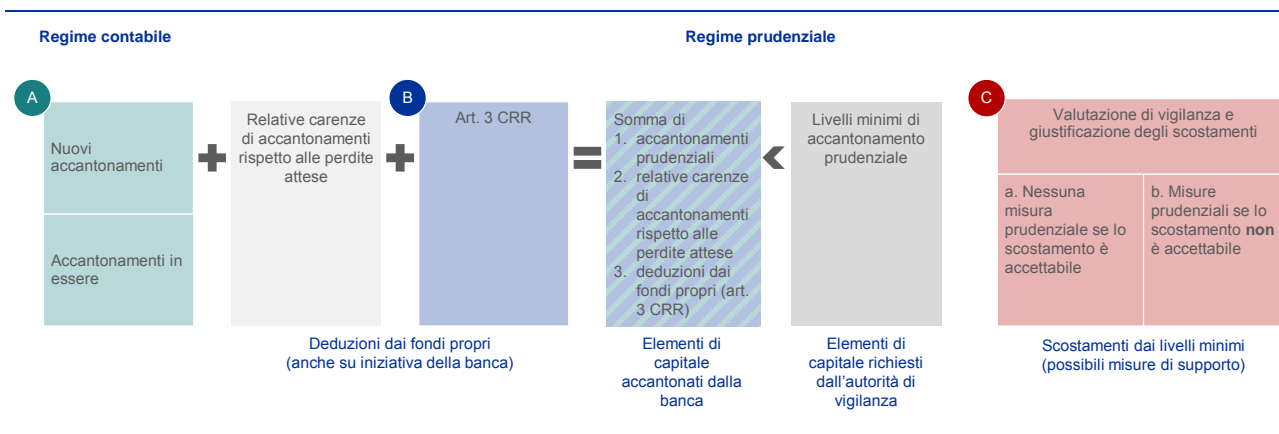 Regime contabile
Regime prudenziale
A
Nuovi
accantonamenti
Accantonamenti in
essere
Relative carenze
di accantonamenti
rispetto alle perdite
attese
B
Art. 3 CRR
Somma di
1. accantonamenti
prudenziali
2. relative carenze
di
accantonamenti
rispetto alle
perdite attese
3. deduzioni dai
fondi propri (art.
3 CRR)
Livelli minimi di
accantonamento
prudenziale
C
Valutazione di vigilanza e
giustificazione degli scostamenti
a. Nessuna
misura
prudenziale se lo
scostamento è
accettabile
b. Misure
prudenziali se lo
scostamento non
è accettabile
Deduzioni dai fondi propri
(anche su iniziativa della banca)
Elementi di
capitale
accantonati dalla
banca
Elementi di
capitale richiesti
dall'autorità di
vigilanza
Scostamenti dai livelli minimi
(possibili misure di supporto)